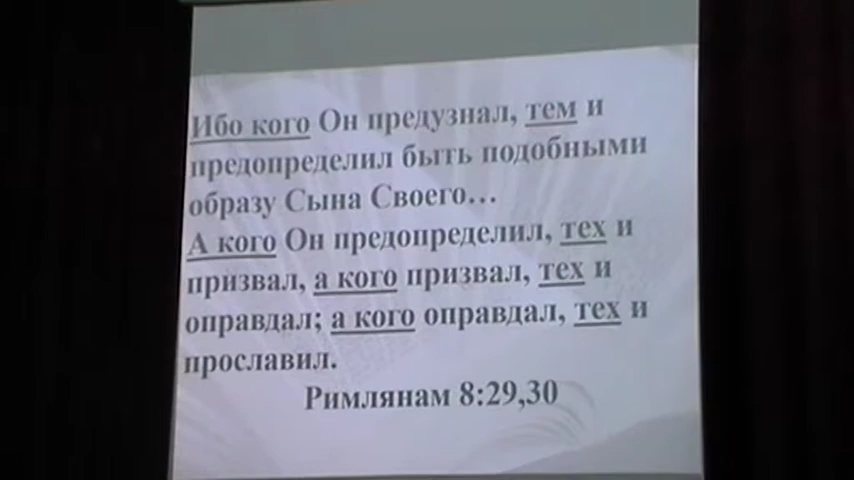 Ибо кого Он предузнал, тем и
предопределил быть подобными
образу Сына Своего...
А кого Он предопределил, тех и
призвал, а кого призвал, тех и
оправдал; а кого оправдал, тех и
прославил.
Римлянам 8:29,30